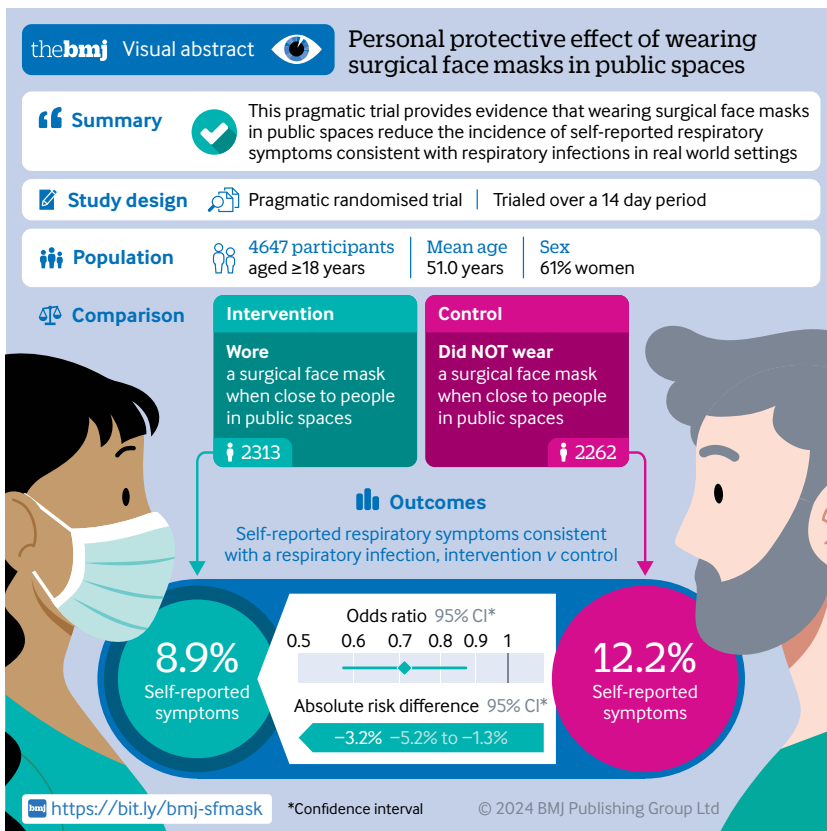 thebmj Visual abstract
Personal protective effect of wearing
surgical face masks in public spaces
Summary
This pragmatic trial provides evidence that wearing surgical face masks
in public spaces reduce the incidence of self-reported respiratory
symptoms consistent with respiratory infections in real world settings
Study design
Pragmatic randomised trial | Trialed over a 14 day period
Population
4647 participants
aged ≥18 years
Mean age
51.0 years
Sex
61% women
Comparison
Intervention
Wore
a surgical face mask
when close to people
in public spaces
2313
Control
Did NOT wear
a surgical face mask
when close to people
in public spaces
2262
Outcomes
Self-reported respiratory symptoms consistent
with a respiratory infection, intervention v control
8.9%
Self-reported
symptoms
Odds ratio 95% CI*
0.5 0.6 0.7 0.8 0.9 1
Absolute risk difference 95% CI*
−3.2% −5.2% to −1.3%
12.2%
Self-reported
symptoms
bmj https://bit.ly/bmj-sfmask
*Confidence interval
© 2024 BMJ Publishing Group Ltd